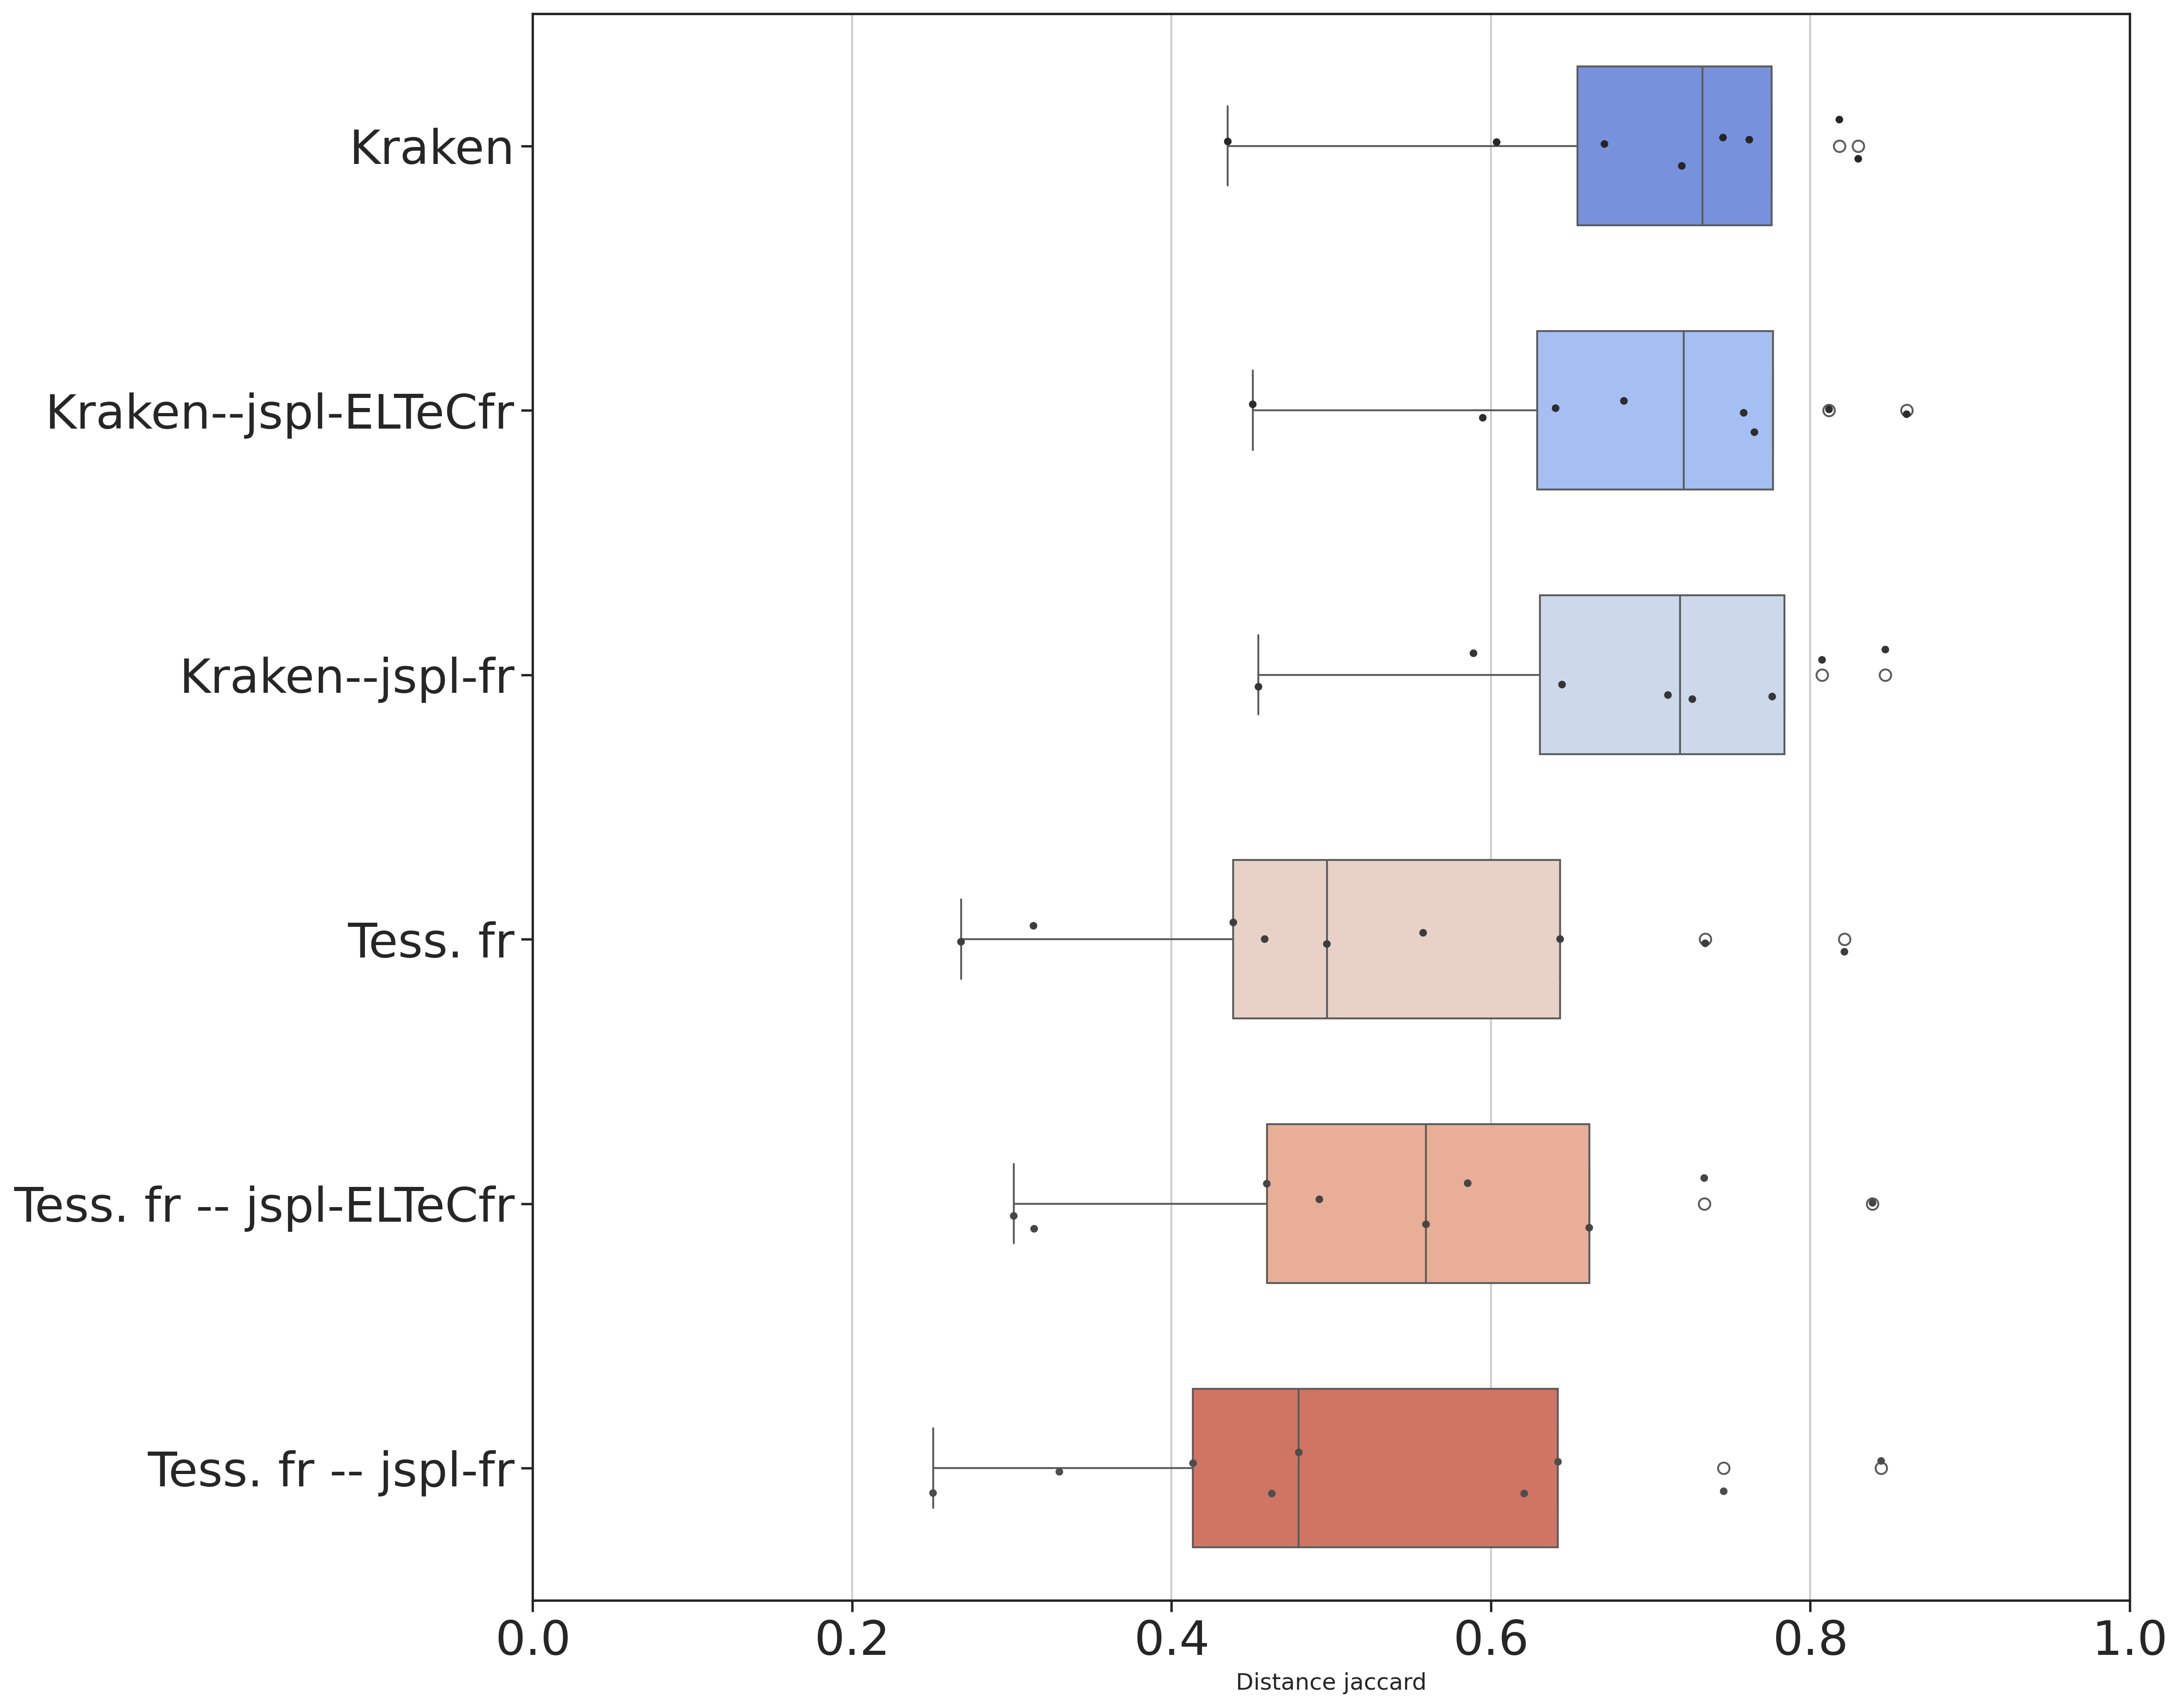 Kraken
Kraken--jspl-ELTeCfr
Kraken--jspl-fr
Tess. fr
Tess. fr -- jspl-ELTeCfr
Tess. fr -- jspl-fr
0.0 0.2 0.4 0.6 0.8 1.0
Distance jaccard